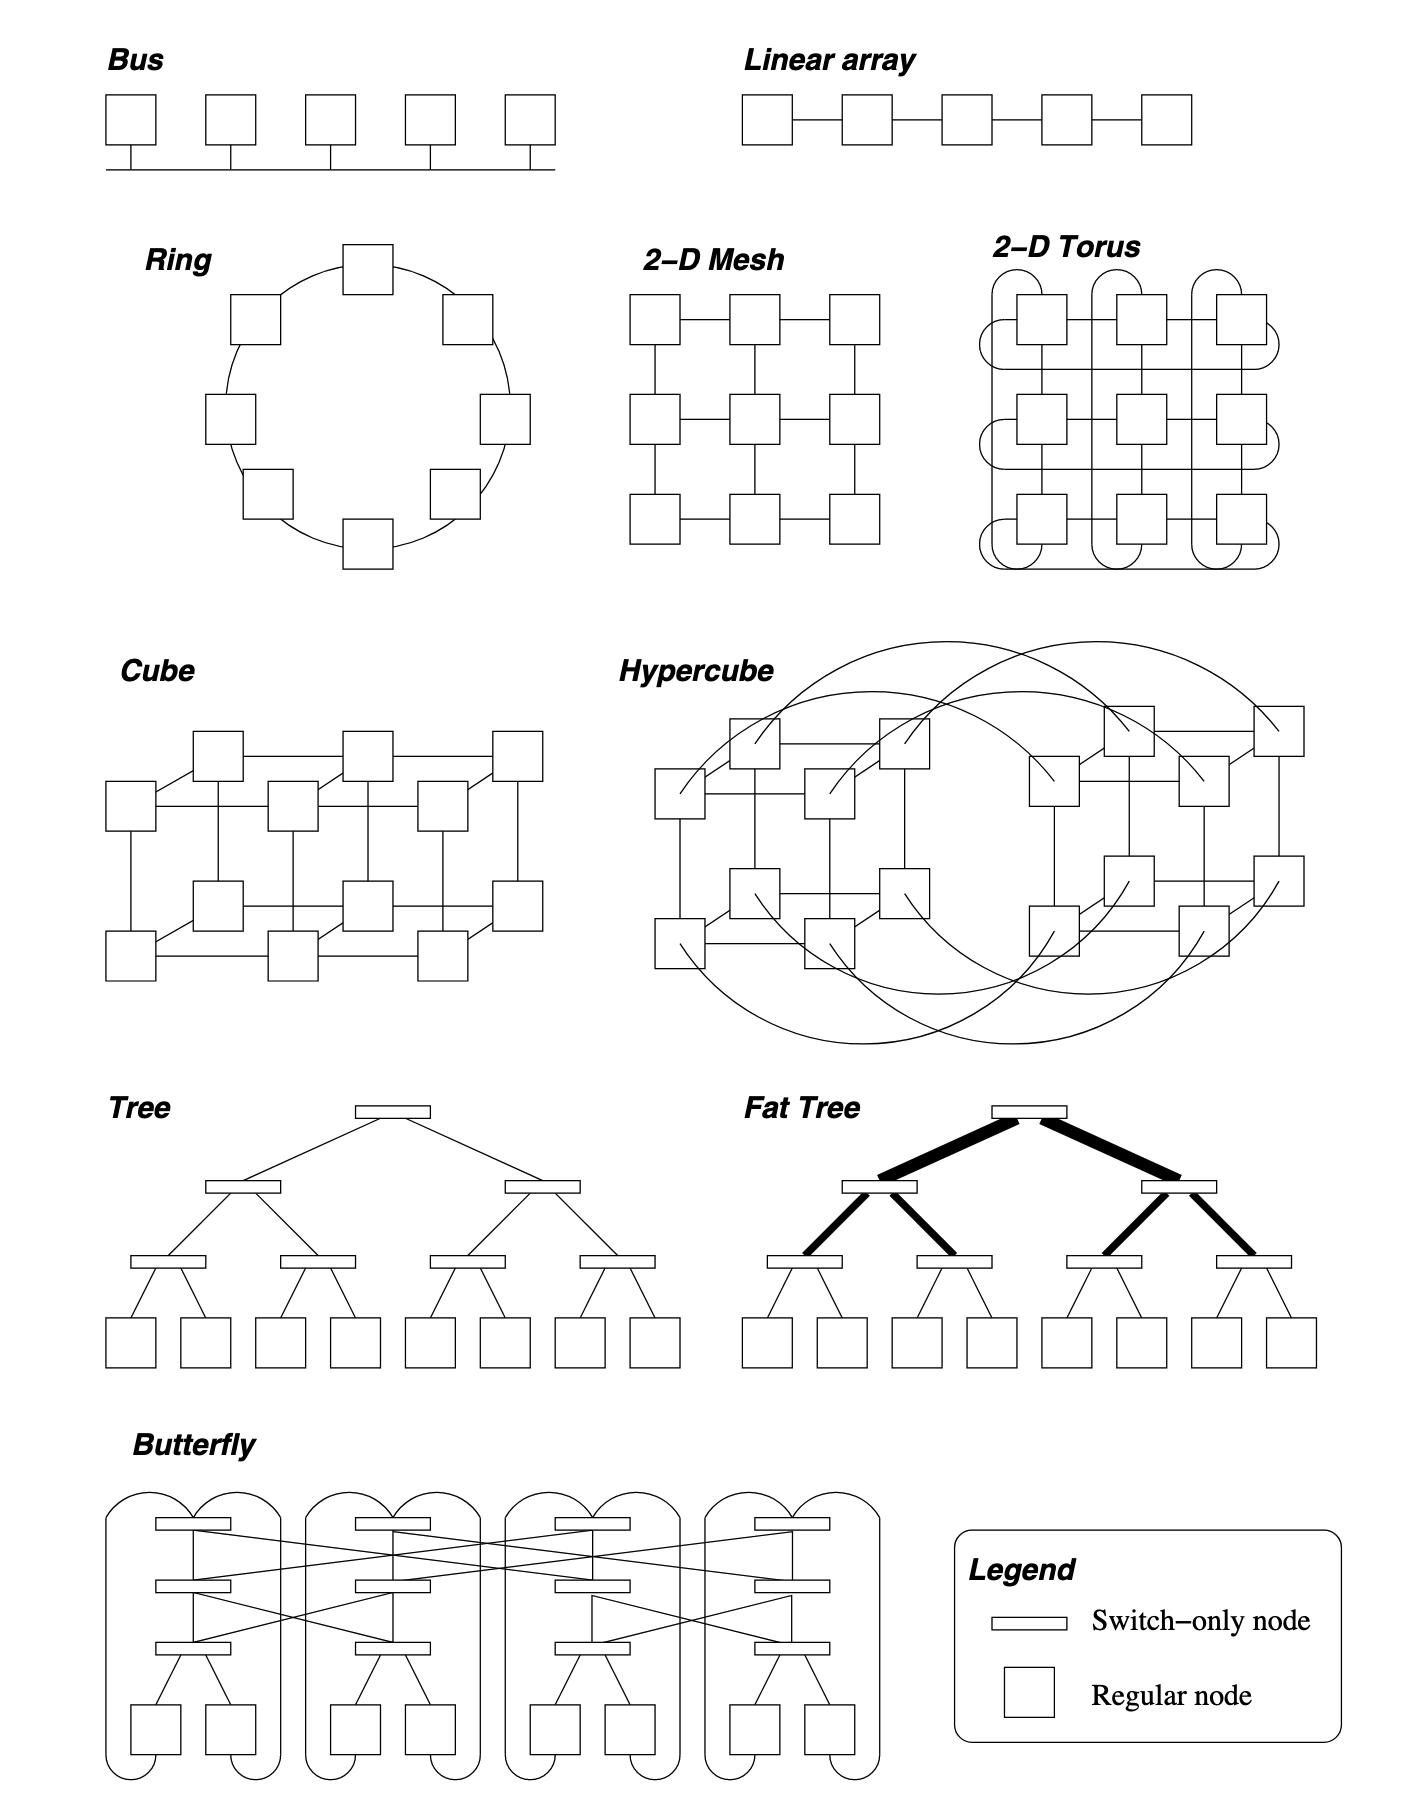 Bus
Linear array
Ring
2–D Mesh
2–D Torus
Cube
Hypercube
Tree
Fat Tree
Butterfly
Legend
Switch–only node
Regular node